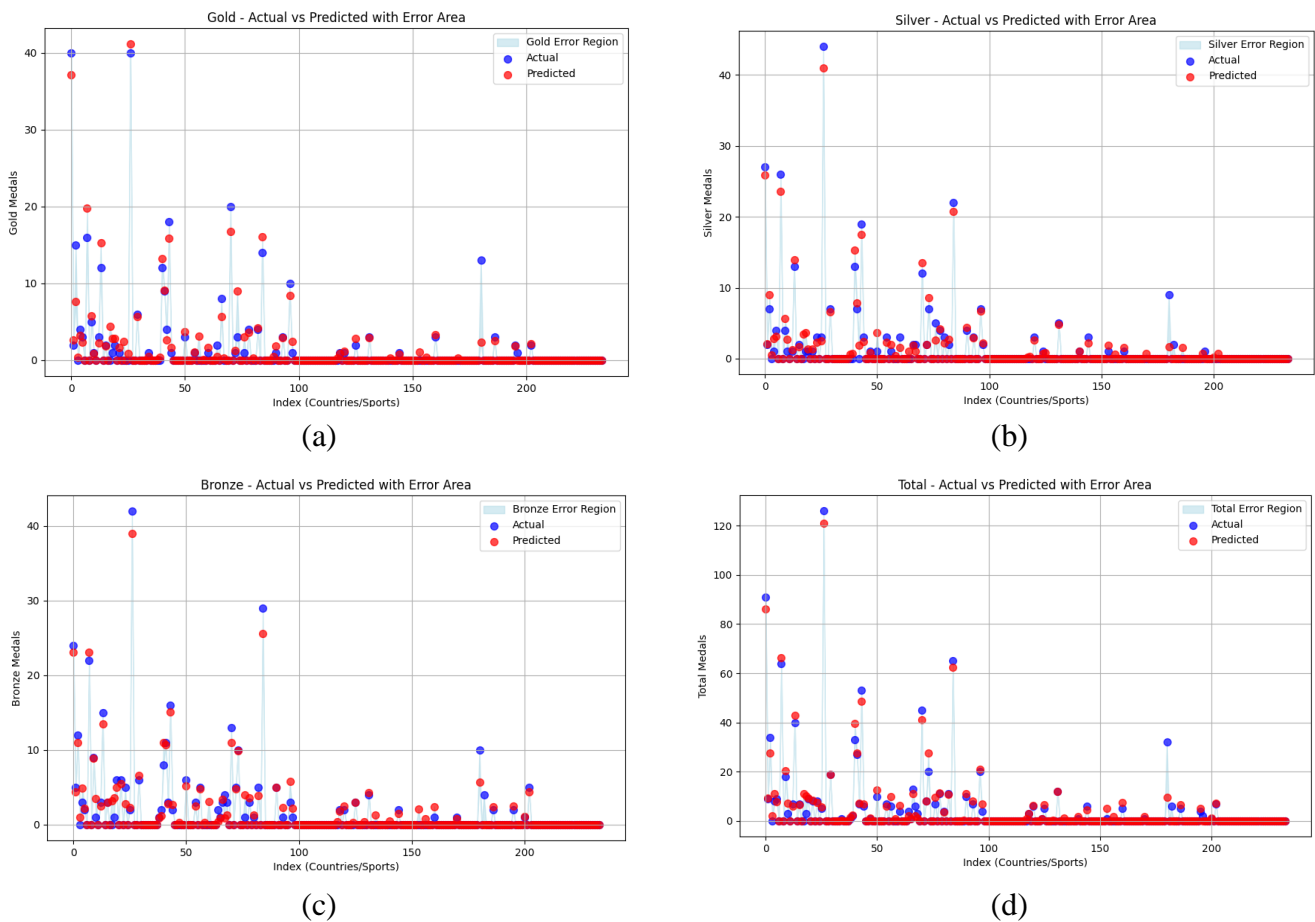 Gold - Actual vs Predicted with Error Area
Gold Error Region
Actual
Predicted
Gold Medals
40
30
20
10
0
0
50
100
150
200
Index (Countries/Sports)
(a)
Silver - Actual vs Predicted with Error Area
Silver Error Region
Actual
Predicted
Silver Medals
40
30
20
10
0
0
50
100
150
200
Index (Countries/Sports)
(b)
Bronze - Actual vs Predicted with Error Area
Bronze Error Region
Actual
Predicted
Bronze Medals
40
30
20
10
0
0
50
100
150
200
Index (Countries/Sports)
(c)
Total - Actual vs Predicted with Error Area
Total Error Region
Actual
Predicted
Total Medals
120
100
80
60
40
20
0
0
50
100
150
200
Index (Countries/Sports)
(d)